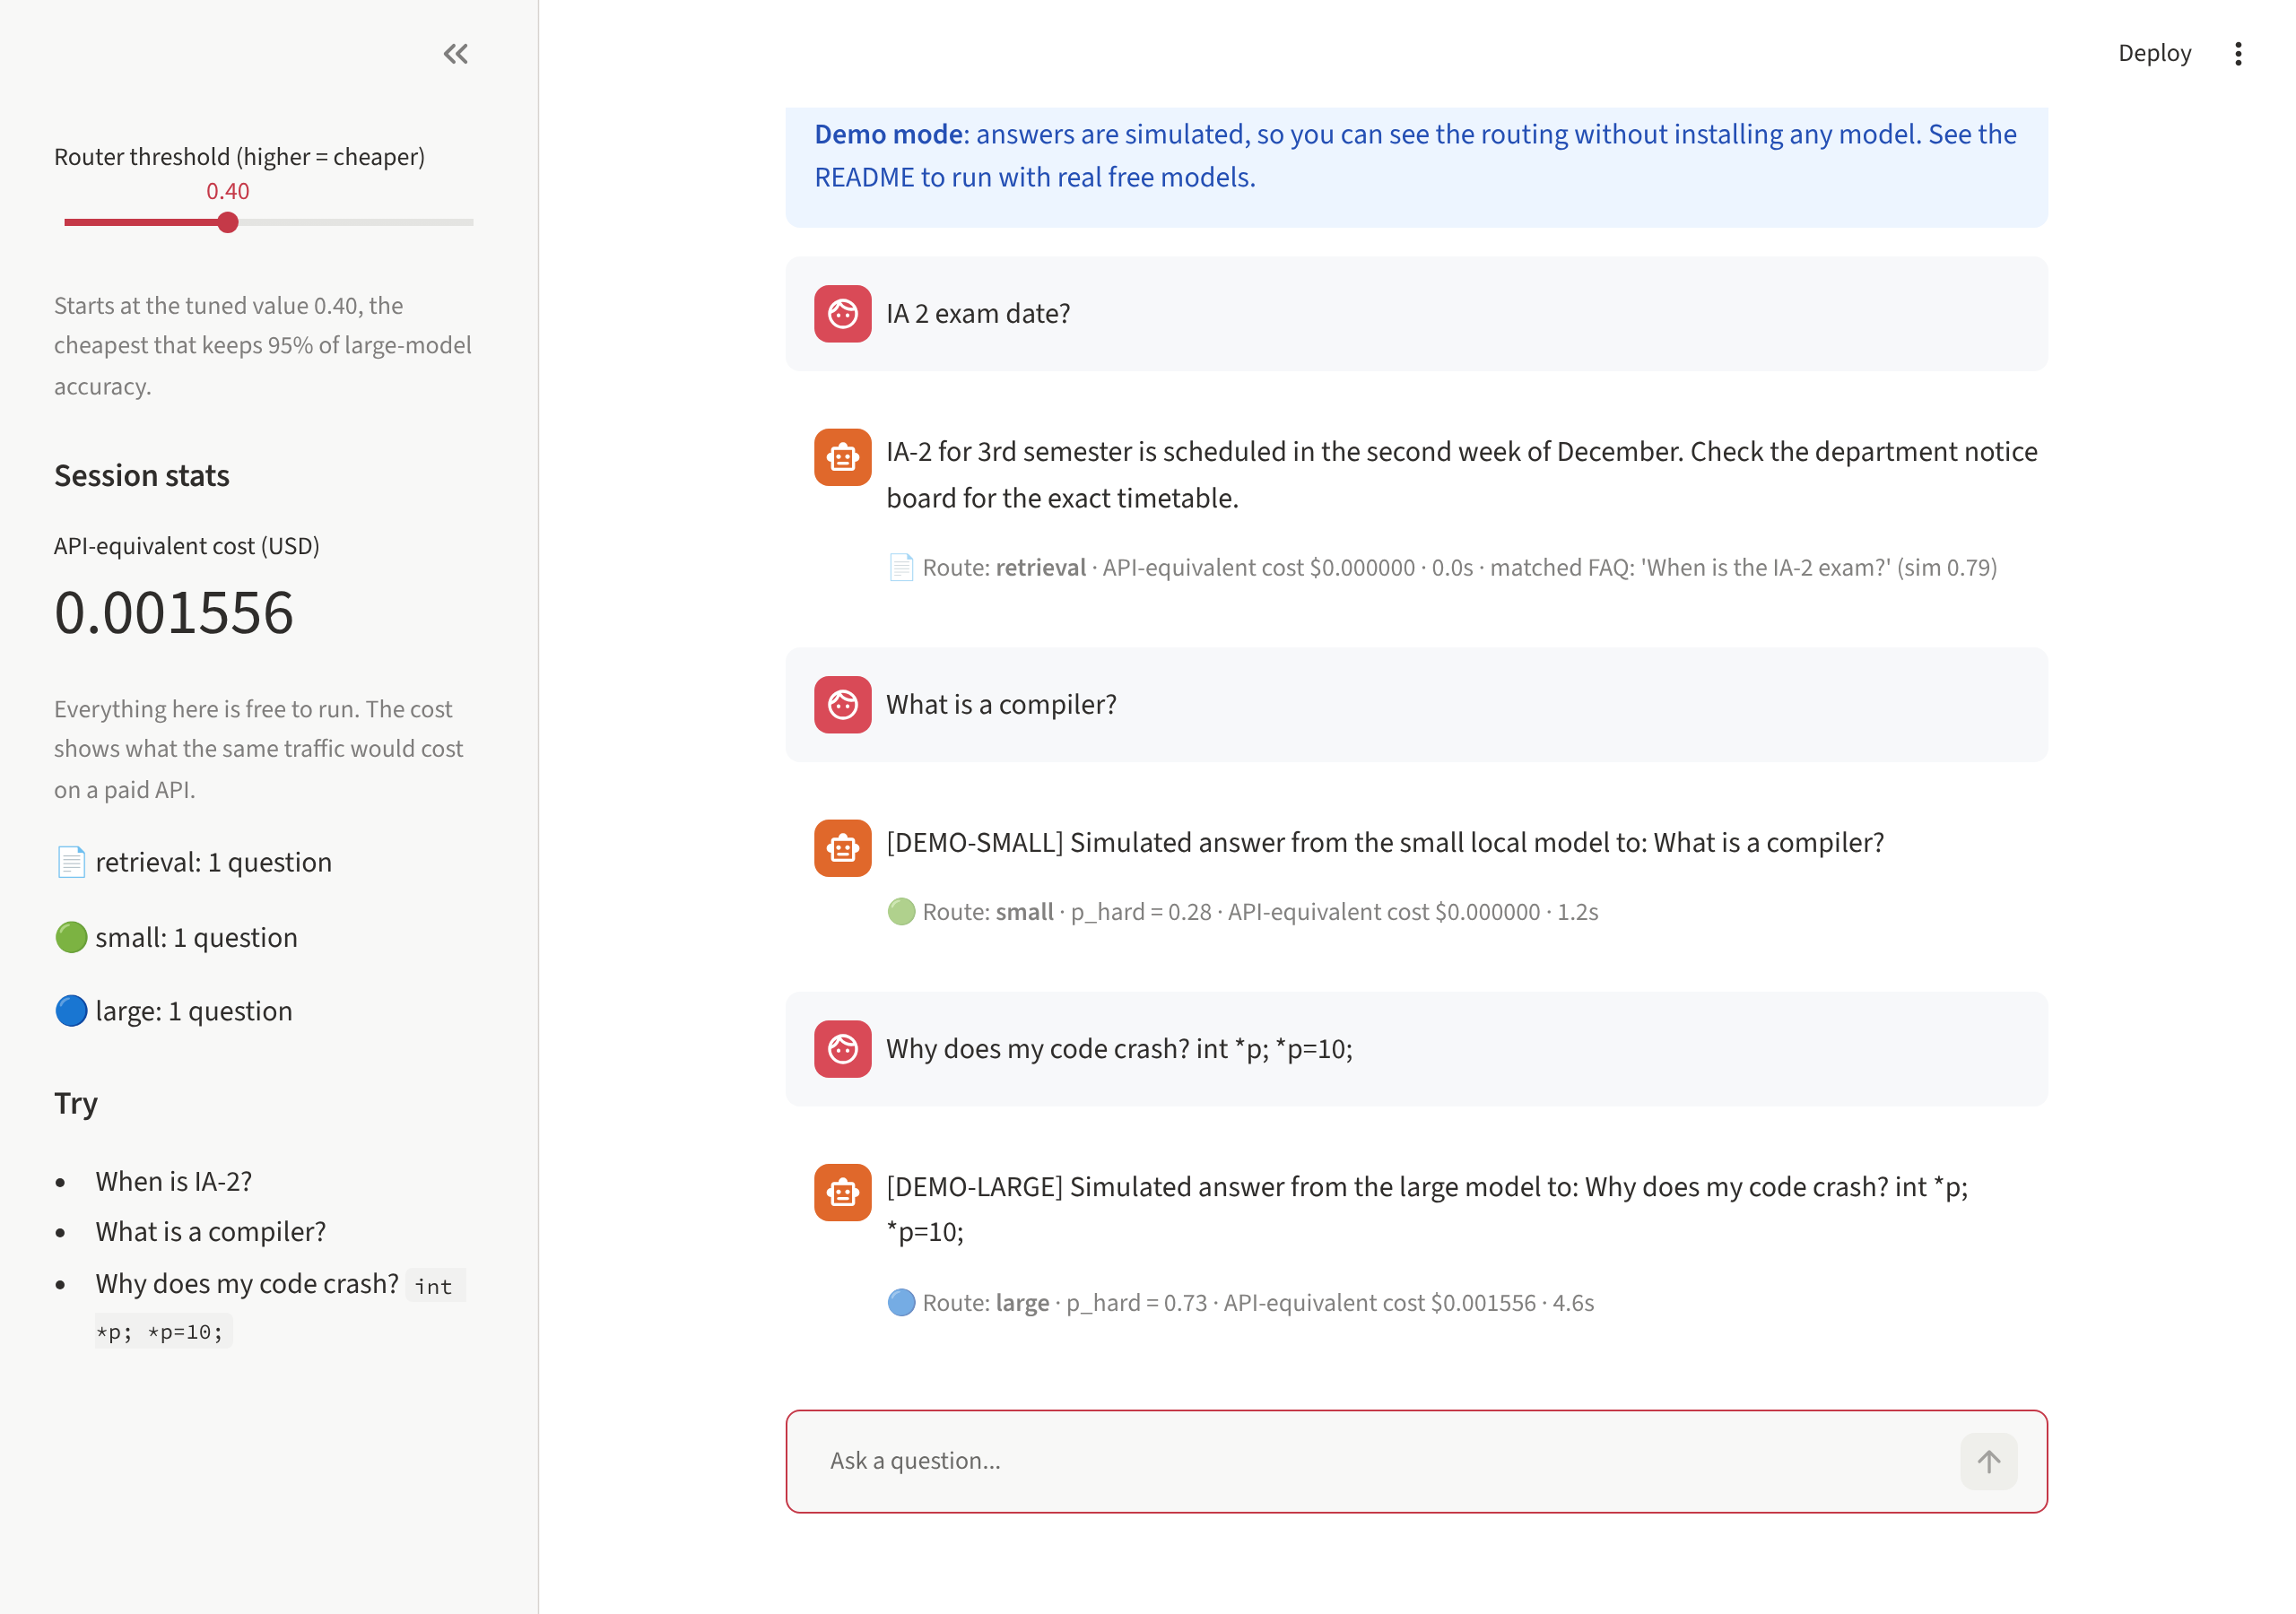 Router threshold (higher = cheaper)
0.40
Starts at the tuned value 0.40, the
cheapest that keeps 95% of large-model
accuracy.
Session stats
API-equivalent cost (USD)
0.001556
Everything here is free to run. The cost
shows what the same traffic would cost
on a paid API.
retrieval: 1 question
small: 1 question
large: 1 question
Try
• When is IA-2?
• What is a compiler?
• Why does my code crash? int
*p; *p=10;
Deploy
Demo mode: answers are simulated, so you can see the routing without installing any model. See the
README to run with real free models.
IA 2 exam date?
IA-2 for 3rd semester is scheduled in the second week of December. Check the department notice
board for the exact timetable.
Route: retrieval · API-equivalent cost $0.000000 · 0.0s · matched FAQ: 'When is the IA-2 exam?' (sim 0.79)
What is a compiler?
[DEMO-SMALL] Simulated answer from the small local model to: What is a compiler?
Route: small · p_hard = 0.28 · API-equivalent cost $0.000000 · 1.2s
Why does my code crash? int *p; *p=10;
[DEMO-LARGE] Simulated answer from the large model to: Why does my code crash? int *p;
*p=10;
Route: large · p_hard = 0.73 · API-equivalent cost $0.001556 · 4.6s
Ask a question...